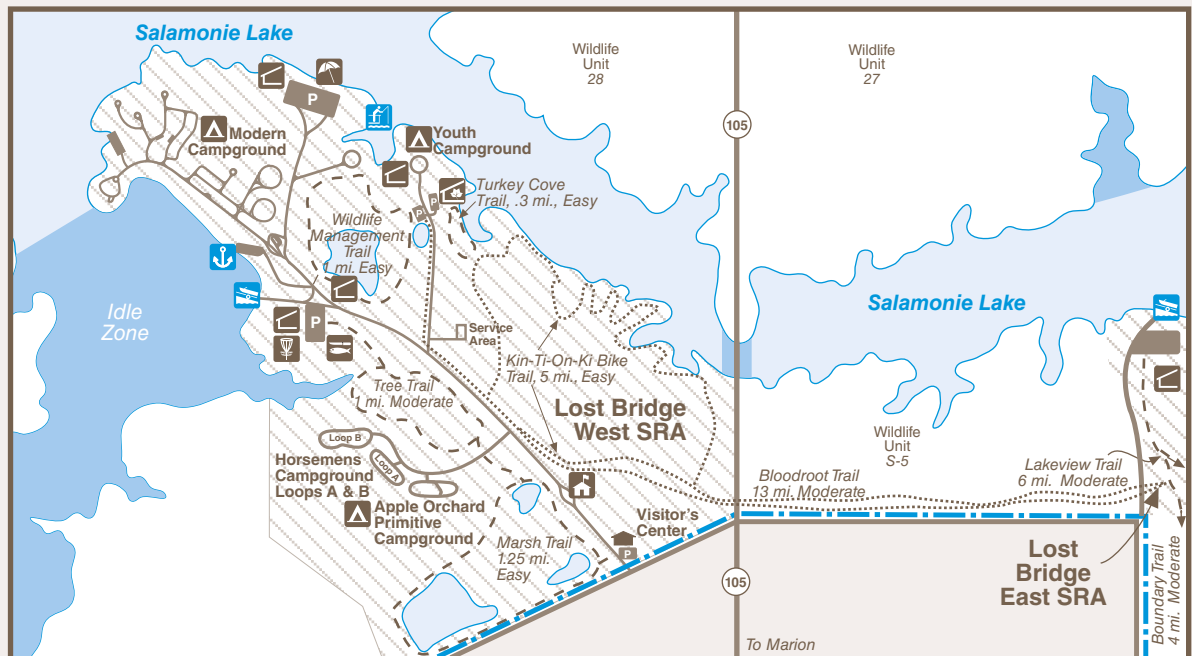 Salamonie Lake
Wildlife
Unit
28
Wildlife
Unit
27
P
Modern
Campground
Youth
Campground
105
Turkey Cove
Trail, .3 mi., Easy
P
P
Wildlife
Management
Trail
1 mi. Easy
Idle
Zone
Salamonie Lake
P
Service
Area
Kin-Ti-On-Ki Bike
Trail, 5 mi., Easy
Tree Trail
1 mi. Moderate
Lost Bridge
West SRA
Loop B
Loop A
Horsemens
Campground
Loops A & B
Apple Orchard
Primitive
Campground
Wildlife
Unit
S-5
Bloodroot Trail
13 mi. Moderate
Lakeview Trail
6 mi. Moderate
Visitor's
Center
P
Marsh Trail
1.25 mi.
Easy
105
Lost
Bridge
East SRA
Boundary Trail
4 mi. Moderate
To Marion